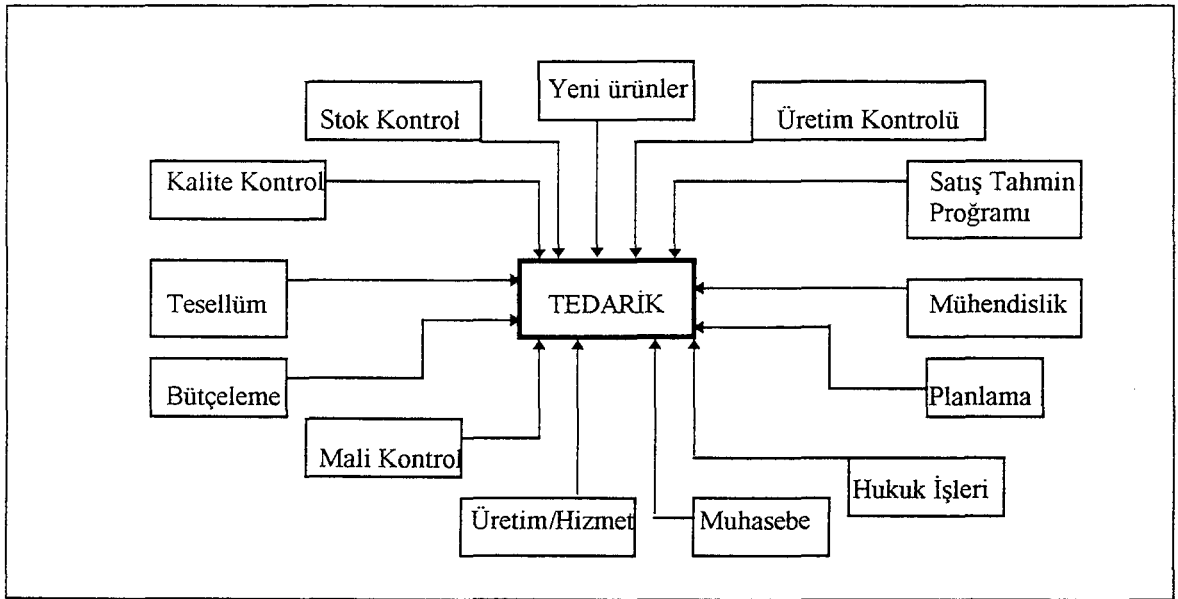 Yeni ürünler
Stok Kontrol
Üretim Kontrolü
Kalite Kontrol
Satış Tahmin
Proğramı
Tesellüm
TEDARİK
Mühendislik
Bütçeleme
Planlama
Mali Kontrol
Hukuk İşleri
Üretim/Hizmet
Muhasebe